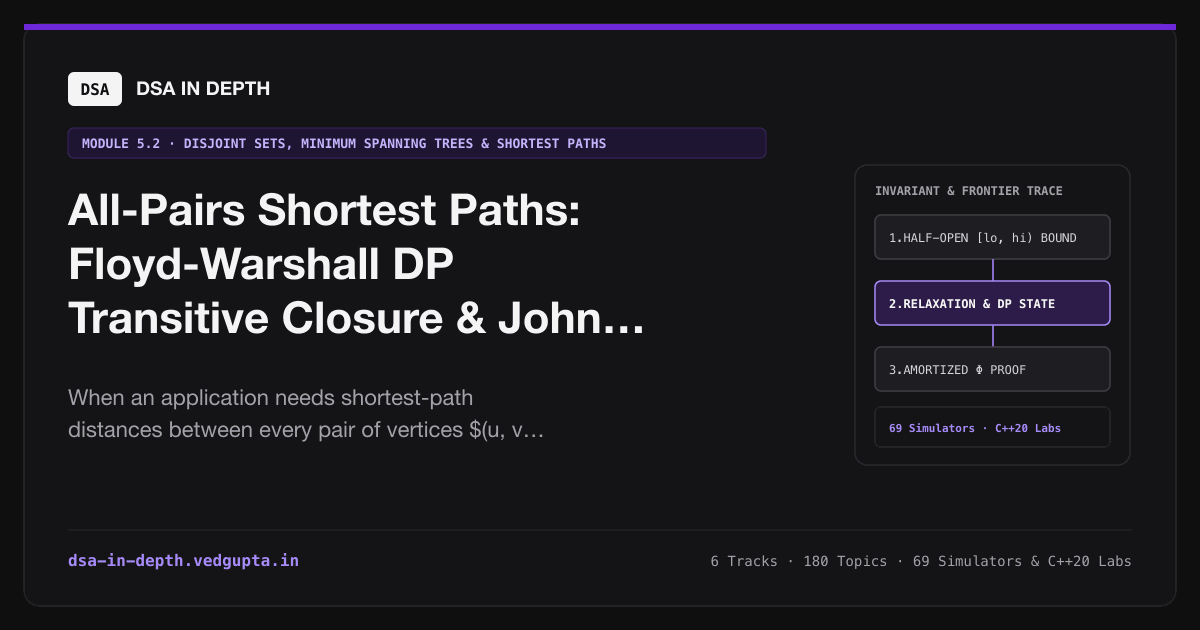 DSA
DSA IN DEPTH
MODULE 5.2 · DISJOINT SETS, MINIMUM SPANNING TREES & SHORTEST PATHS
All-Pairs Shortest Paths:
Floyd-Warshall DP
Transitive Closure & John...
When an application needs shortest-path
distances between every pair of vertices $(u, v...
INVARIANT & FRONTIER TRACE
1.HALF-OPEN [lo, hi) BOUND
2.RELAXATION & DP STATE
3.AMORTIZED Φ PROOF
69 Simulators · C++20 Labs
dsa-in-depth.vedgupta.in
6 Tracks · 180 Topics · 69 Simulators & C++20 Labs